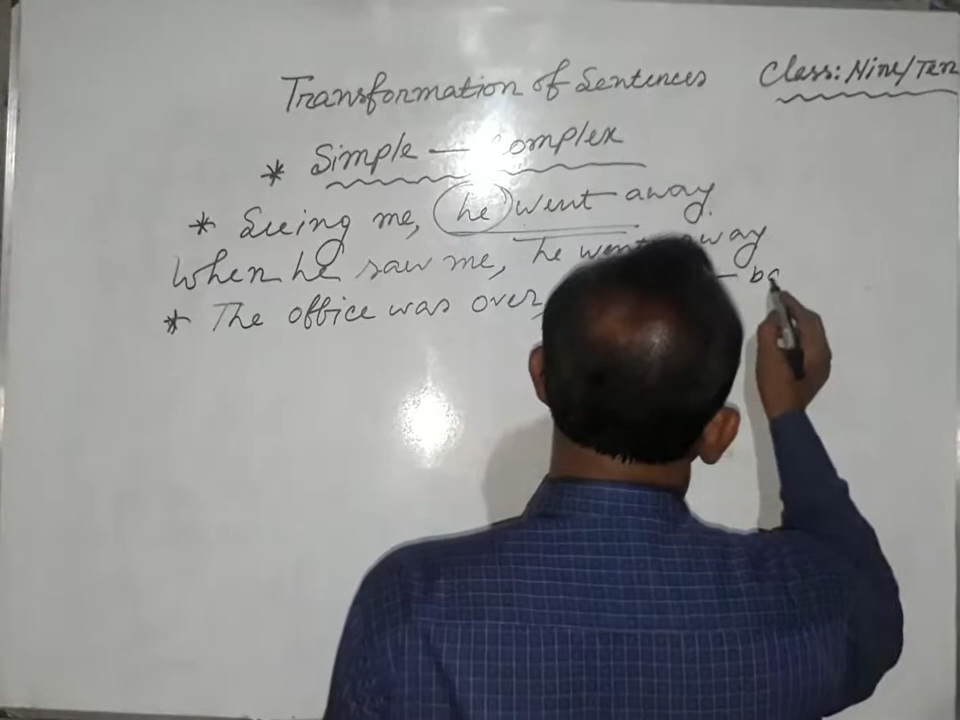 Transformation of Sentences
Class: Nine/Ten
* Simple — Complex
* Seeing me, he went away.
When he saw me, he went away
* The office was over,